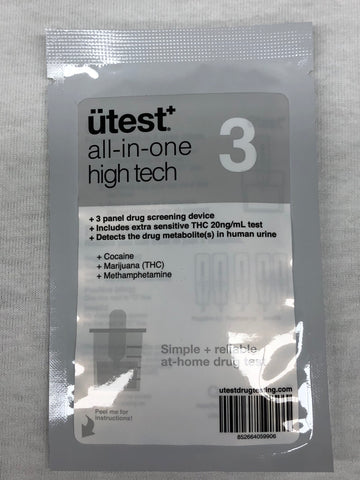 ütest+
all-in-one
high tech
3
+ 3 panel drug screening device
+ Includes extra sensitive THC 20ng/mL test
+ Detects the drug metabolite(s) in human urine
+ Cocaine
+ Marijuana (THC)
+ Methamphetamine
Simple + reliable
at-home drug test
utestdrugtesting.com
Peel me for
instructions!
852664059906